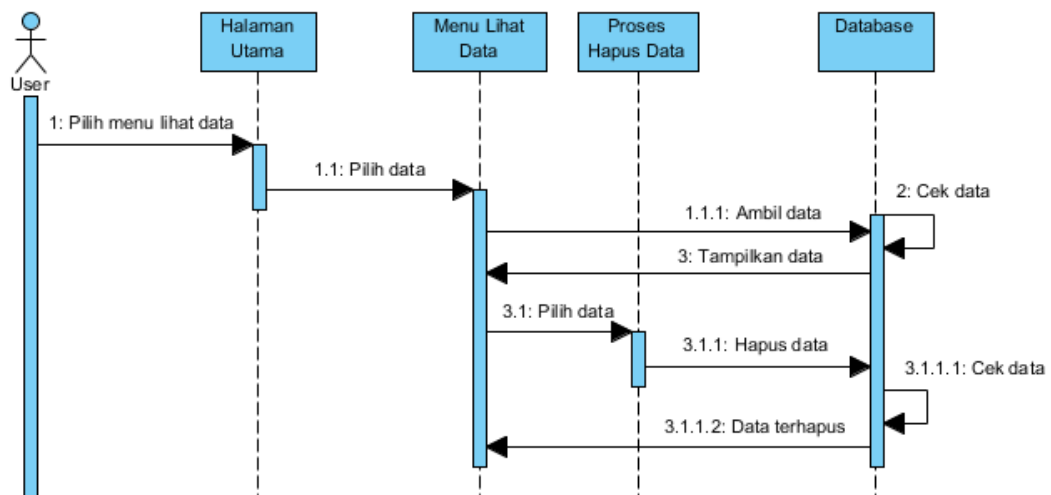 Halaman
Utama
Menu Lihat
Data
Proses
Hapus Data
Database
User
1: Pilih menu lihat data
1.1: Pilih data
2: Cek data
1.1.1: Ambil data
3: Tampilkan data
3.1: Pilih data
3.1.1: Hapus data
3.1.1.1: Cek data
3.1.1.2: Data terhapus